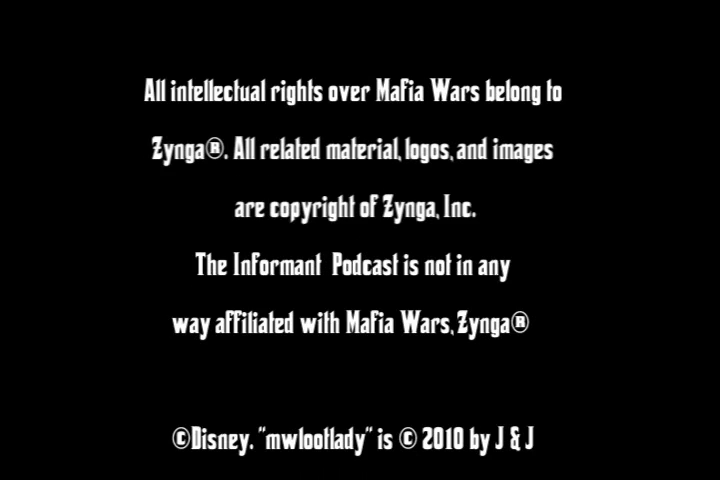 All intellectual rights over Mafia Wars belong to
Zynga®. All related material, logos, and images
are copyright of Zynga, Inc.
The Informant Podcast is not in any
way affiliated with Mafia Wars, Zynga®
©Disney. "mwlootlady" is © 2010 by J & J